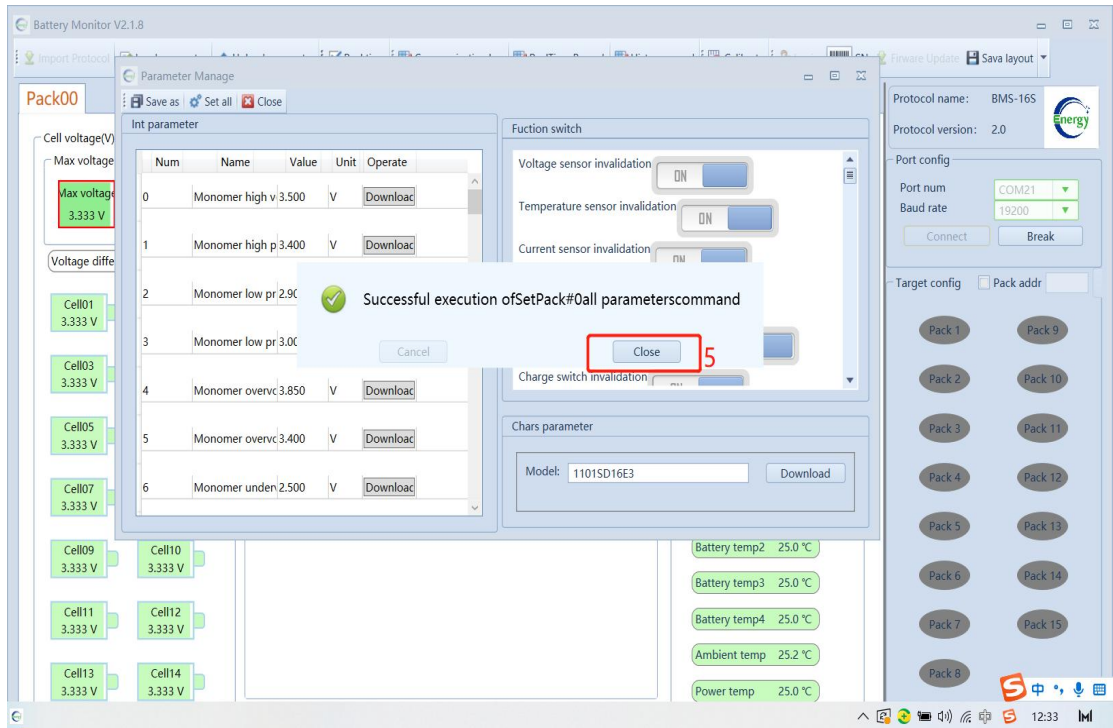 Battery Monitor V2.1.8
Import Protocol
Firware Update Sava layout
Parameter Manage
Save as Set all Close
Pack00
Int parameter
Num Name Value Unit Operate
0 Monomer high v 3.500 V Downloac
1 Monomer high p 3.400 V Downloac
2 Monomer low pr 2.90
3 Monomer low pr 3.00
4 Monomer overvc 3.850 V Downloac
5 Monomer overvc 3.400 V Downloac
6 Monomer underv 2.500 V Downloac
Fuction switch
Voltage sensor invalidation ON
Temperature sensor invalidation ON
Current sensor invalidation ON
Charge switch invalidation ON
Successful execution ofSetPack#0all parameterscommand
Cancel Close 5
Chars parameter
Model: 1101SD16E3 Download
Cell voltage(V)
Max voltage
Max voltage
3.333 V
Voltage diffe
Cell01
3.333 V
Cell03
3.333 V
Cell05
3.333 V
Cell07
3.333 V
Cell09 Cell10
3.333 V 3.333 V
Cell11 Cell12
3.333 V 3.333 V
Cell13 Cell14
3.333 V 3.333 V
Battery temp2 25.0 ℃
Battery temp3 25.0 ℃
Battery temp4 25.0 ℃
Ambient temp 25.2 ℃
Power temp 25.0 ℃
Protocol name: BMS-16S
Protocol version: 2.0
Energy
Port config
Port num COM21
Baud rate 19200
Connect Break
Target config Pack addr
Pack 1 Pack 9
Pack 2 Pack 10
Pack 3 Pack 11
Pack 4 Pack 12
Pack 5 Pack 13
Pack 6 Pack 14
Pack 7 Pack 15
Pack 8
中
中 12:33